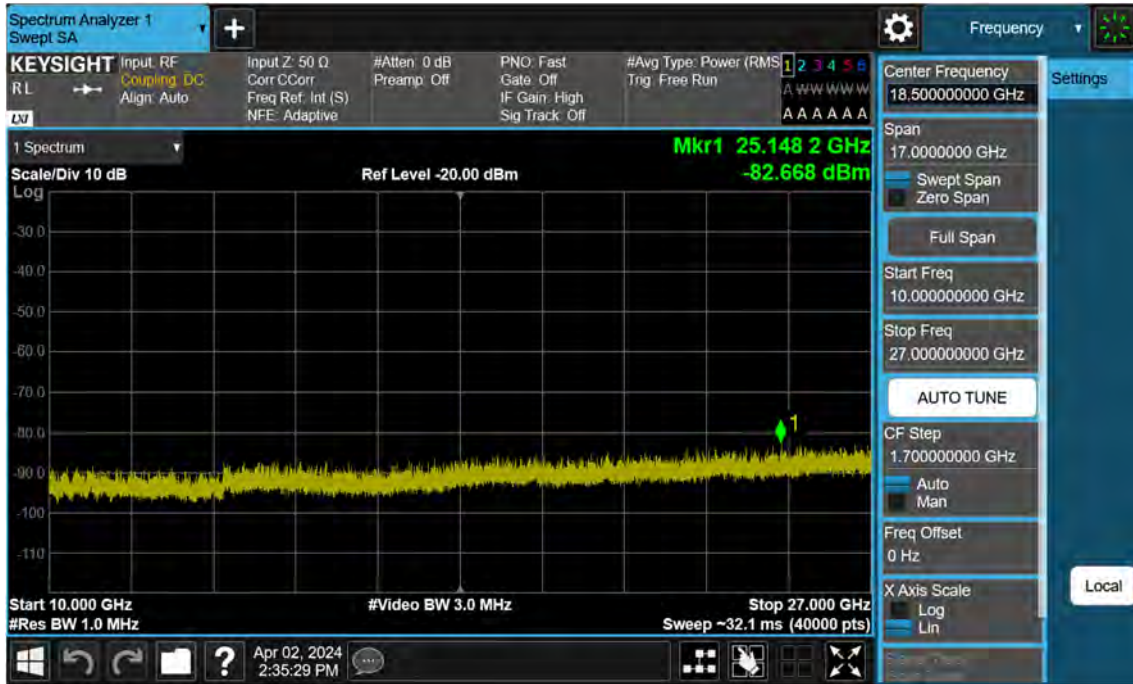 Spectrum Analyzer 1
Swept SA
Frequency
KEYSIGHT
RL
LXI
Input: RF
Coupling: DC
Align: Auto
Input Z: 50 Ω
Corr CCorr
Freq Ref: Int (S)
NFE: Adaptive
#Atten: 0 dB
Preamp: Off
PNO: Fast
Gate: Off
IF Gain: High
Sig Track: Off
#Avg Type: Power (RMS
Trig: Free Run
1 2 3 4 5 6
A W W W W W
A A A A A A
1 Spectrum
Mkr1 25.148 2 GHz
Scale/Div 10 dB
Ref Level -20.00 dBm
-82.668 dBm
Log
-30.0
-40.0
-50.0
-60.0
-70.0
-80.0
-90.0
-100
-110
1
Start 10.000 GHz
#Video BW 3.0 MHz
Stop 27.000 GHz
#Res BW 1.0 MHz
Sweep ~32.1 ms (40000 pts)
Center Frequency
18.500000000 GHz
Settings
Span
17.0000000 GHz
Swept Span
Zero Span
Full Span
Start Freq
10.000000000 GHz
Stop Freq
27.000000000 GHz
AUTO TUNE
CF Step
1.700000000 GHz
Auto
Man
Freq Offset
0 Hz
X Axis Scale
Log
Lin
Local
?
Apr 02, 2024
2:35:29 PM